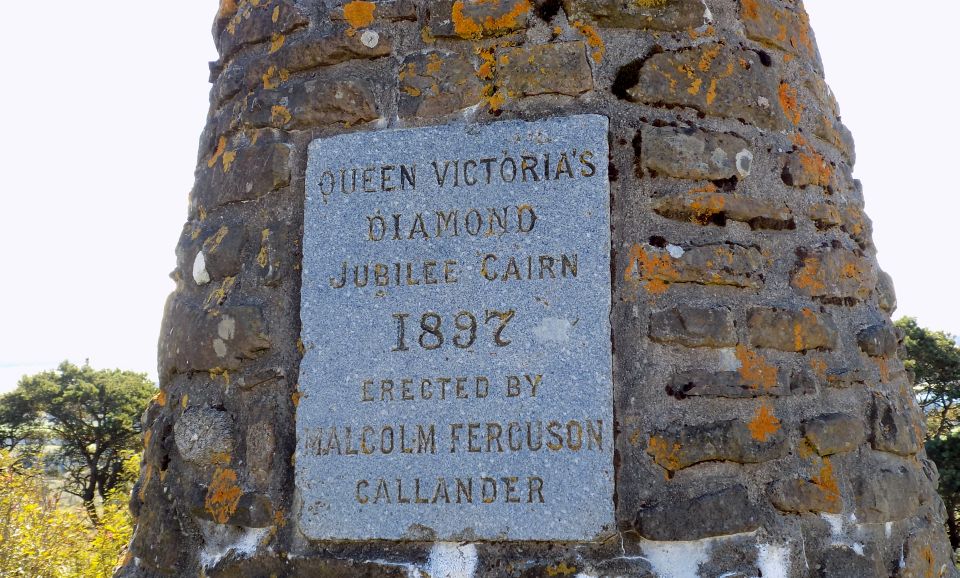 QUEEN VICTORIA'S
DIAMOND
JUBILEE CAIRN
1897
ERECTED BY
MALCOLM FERGUSON
CALLANDER